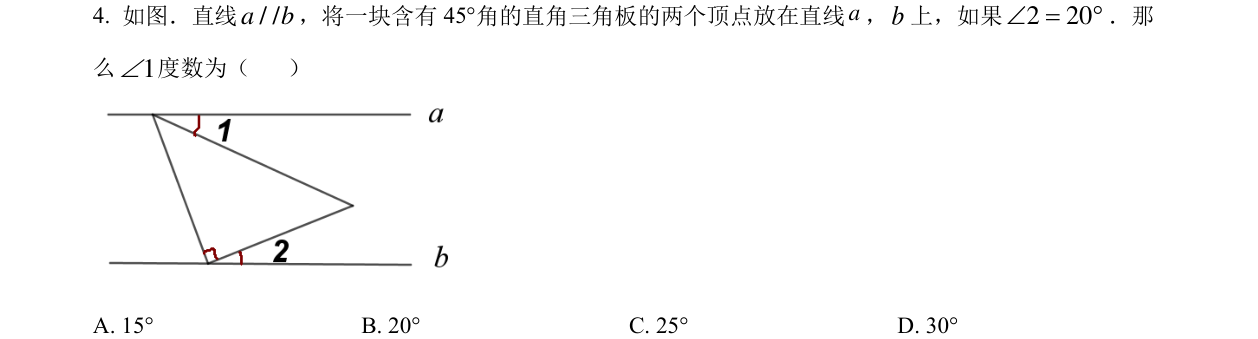 4. 如图．直线a//b，将一块含有 45°角的直角三角板的两个顶点放在直线a，b上，如果∠2=20°．那
么∠1度数为（ ）
a
1
2
b
A. 15° B. 20° C. 25° D. 30°